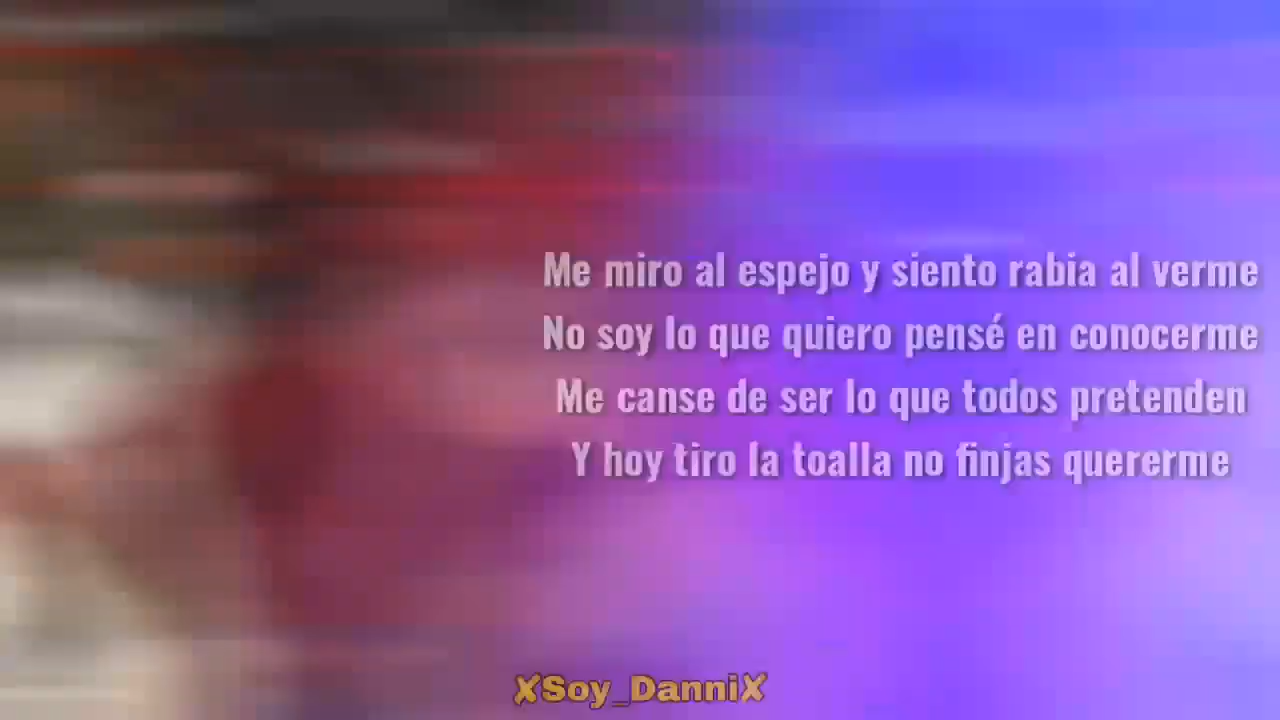 Me miro al espejo y siento rabia al verme
No soy lo que quiero pensé en conocerme
Me canse de ser lo que todos pretenden
Y hoy tiro la toalla no finjas quererme
✘Soy_Danni✘